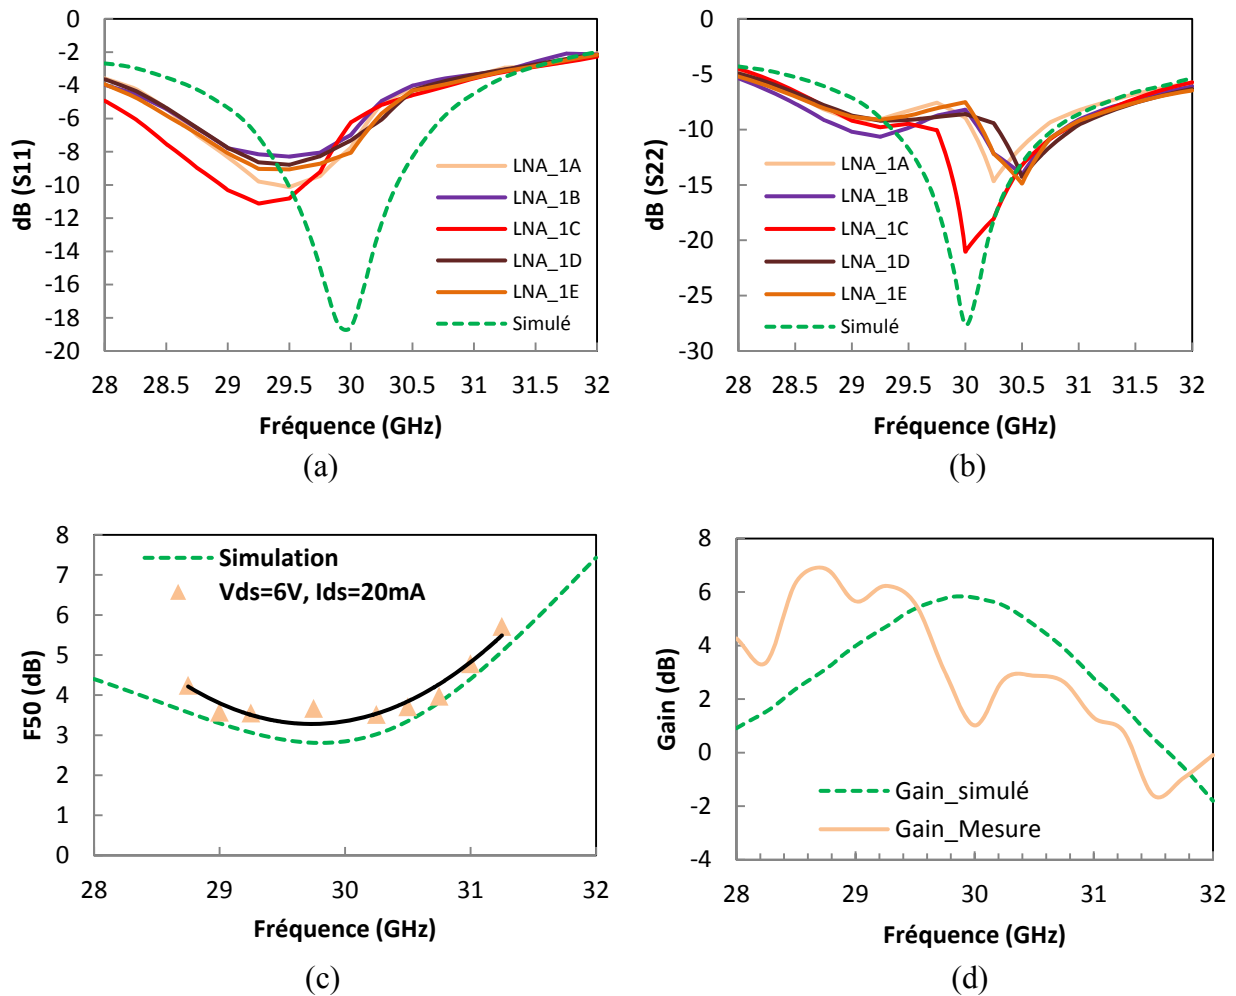 0
-2
-4
-6
-8
-10
-12
-14
-16
-18
-20
dB (S11)
28 28.5 29 29.5 30 30.5 31 31.5 32
Fréquence (GHz)
LNA_1A
LNA_1B
LNA_1C
LNA_1D
LNA_1E
Simulé
(a)
0
-5
-10
-15
-20
-25
-30
dB (S22)
28 28.5 29 29.5 30 30.5 31 31.5 32
Fréquence (GHz)
LNA_1A
LNA_1B
LNA_1C
LNA_1D
LNA_1E
Simulé
(b)
8
7
6
5
4
3
2
1
0
F50 (dB)
28 29 30 31 32
Fréquence (GHz)
Simulation
Vds=6V, Ids=20mA
(c)
8
6
4
2
0
-2
-4
Gain (dB)
28 29 30 31 32
Fréquence (GHz)
Gain_simulé
Gain_Mesure
(d)